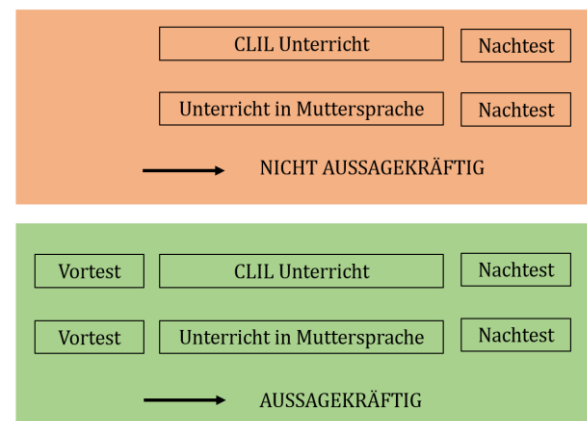 CLIL Unterricht Nachtest
Unterricht in Muttersprache Nachtest
NICHT AUSSAGEKRÄFTIG
Vortest CLIL Unterricht Nachtest
Vortest Unterricht in Muttersprache Nachtest
AUSSAGEKRÄFTIG